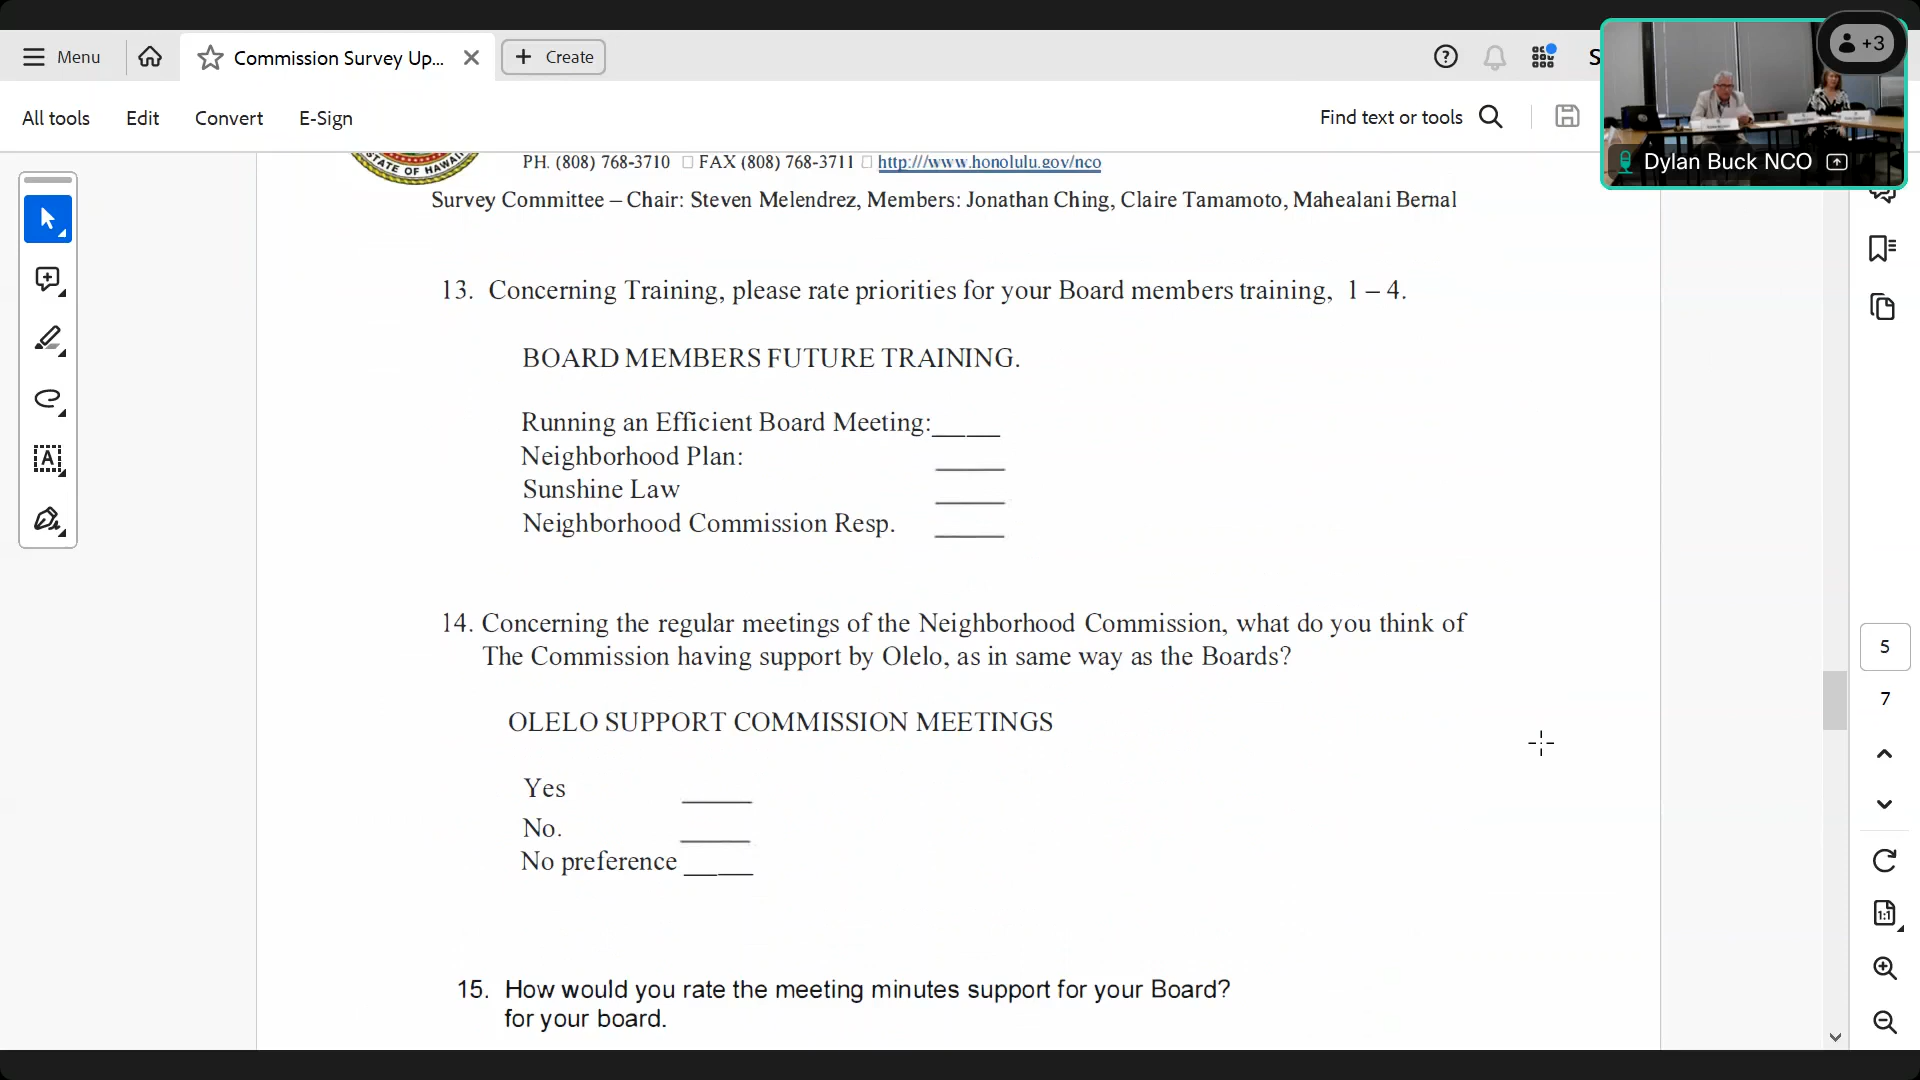 Menu
Commission Survey Up...
Create
S
+3
All tools
Edit
Convert
E-Sign
Find text or tools
Dylan Buck NCO
STATE OF HAWAI
PH. (808) 768-3710 □ FAX (808) 768-3711 □ http:///www.honolulu.gov/nco
Survey Committee – Chair: Steven Melendrez, Members: Jonathan Ching, Claire Tamamoto, Mahealani Bernal
13. Concerning Training, please rate priorities for your Board members training, 1 – 4.
BOARD MEMBERS FUTURE TRAINING.
Running an Efficient Board Meeting:_____
Neighborhood Plan: _____
Sunshine Law _____
Neighborhood Commission Resp. _____
14. Concerning the regular meetings of the Neighborhood Commission, what do you think of
The Commission having support by Olelo, as in same way as the Boards?
OLELO SUPPORT COMMISSION MEETINGS
Yes _____
No. _____
No preference _____
15. How would you rate the meeting minutes support for your Board?
for your board.
5
7
1:1